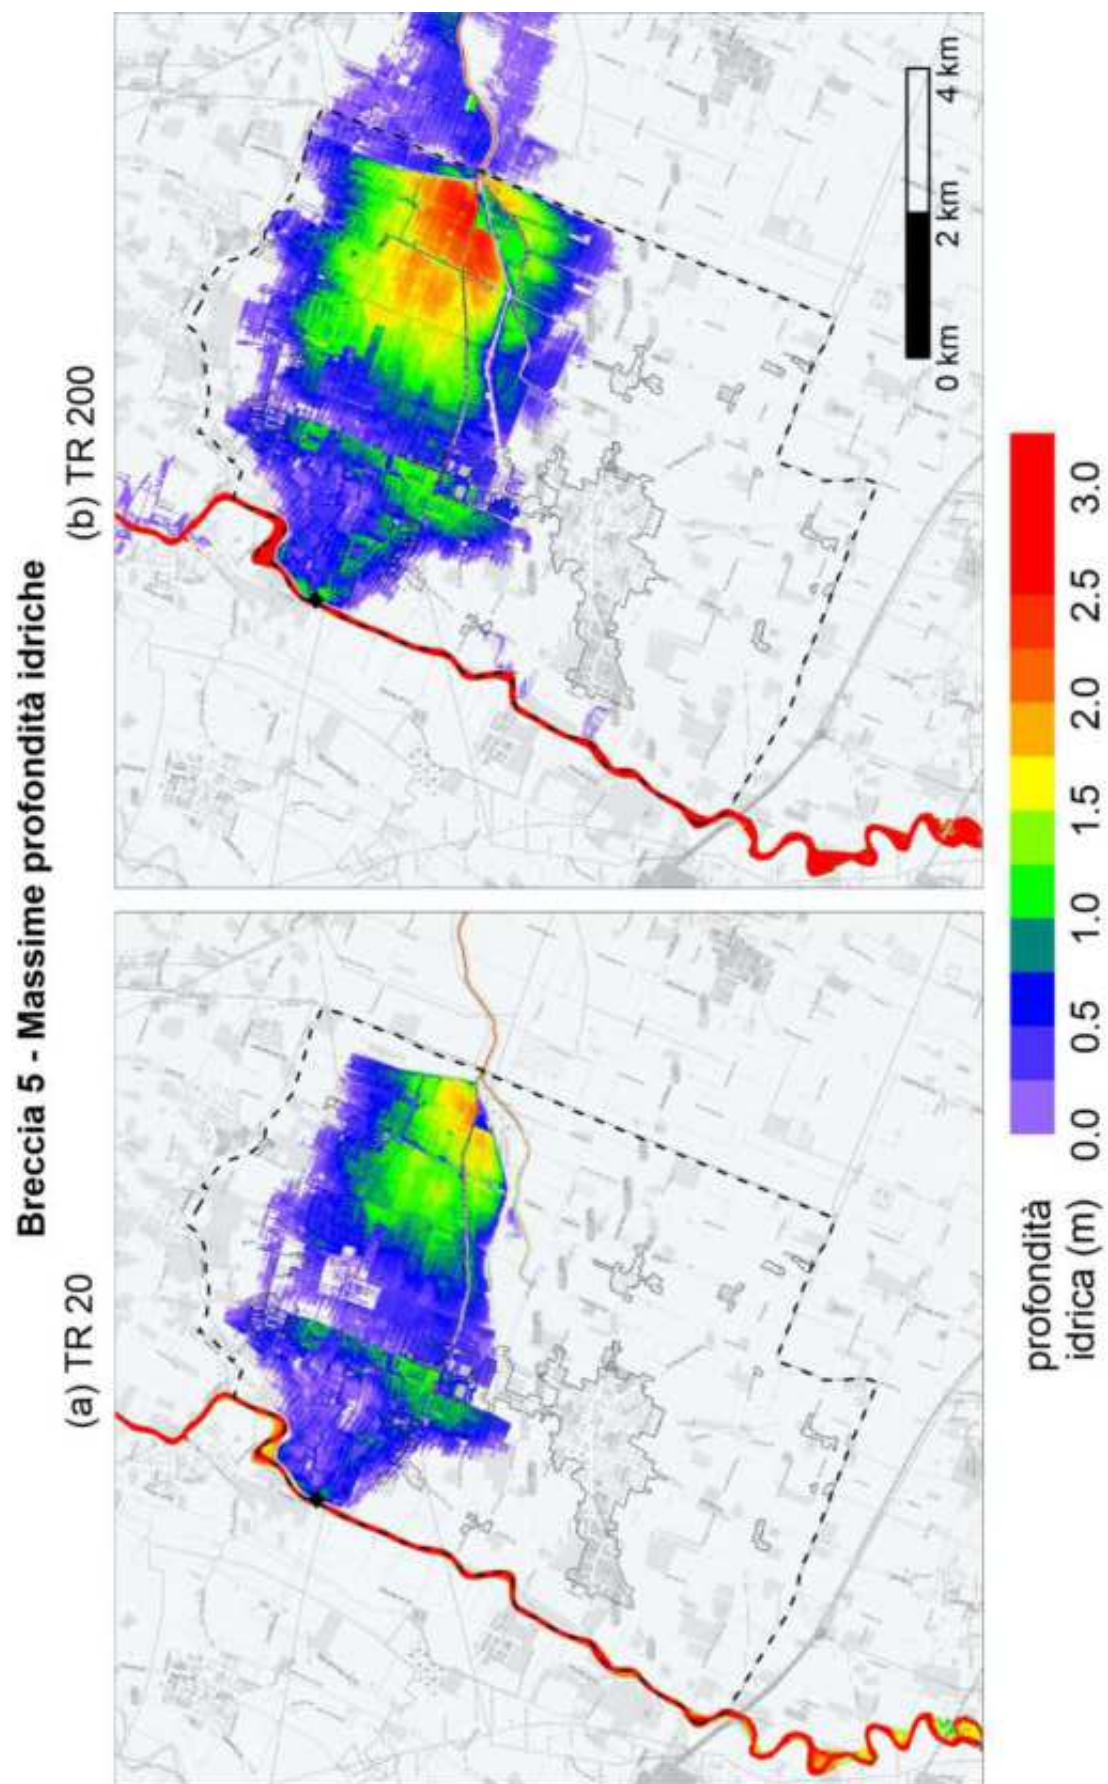 Breccia 5 - Massime profondità idriche
(a) TR 20
(b) TR 200
0 km
2 km
4 km
profondità
idrica (m)
0.0
0.5
1.0
1.5
2.0
2.5
3.0